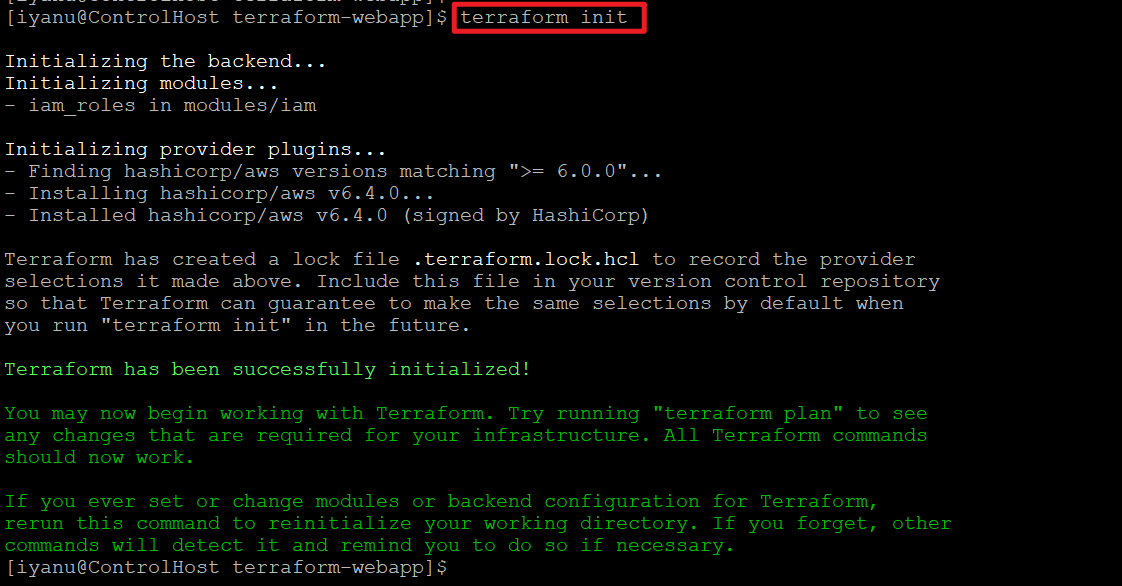 [iyanu@ControlHost terraform-webapp]$ terraform init
Initializing the backend...
Initializing modules...
- iam_roles in modules/iam
Initializing provider plugins...
- Finding hashicorp/aws versions matching ">= 6.0.0"...
- Installing hashicorp/aws v6.4.0...
- Installed hashicorp/aws v6.4.0 (signed by HashiCorp)
Terraform has created a lock file .terraform.lock.hcl to record the provider
selections it made above. Include this file in your version control repository
so that Terraform can guarantee to make the same selections by default when
you run "terraform init" in the future.
Terraform has been successfully initialized!
You may now begin working with Terraform. Try running "terraform plan" to see
any changes that are required for your infrastructure. All Terraform commands
should now work.
If you ever set or change modules or backend configuration for Terraform,
rerun this command to reinitialize your working directory. If you forget, other
commands will detect it and remind you to do so if necessary.
[iyanu@ControlHost terraform-webapp]$